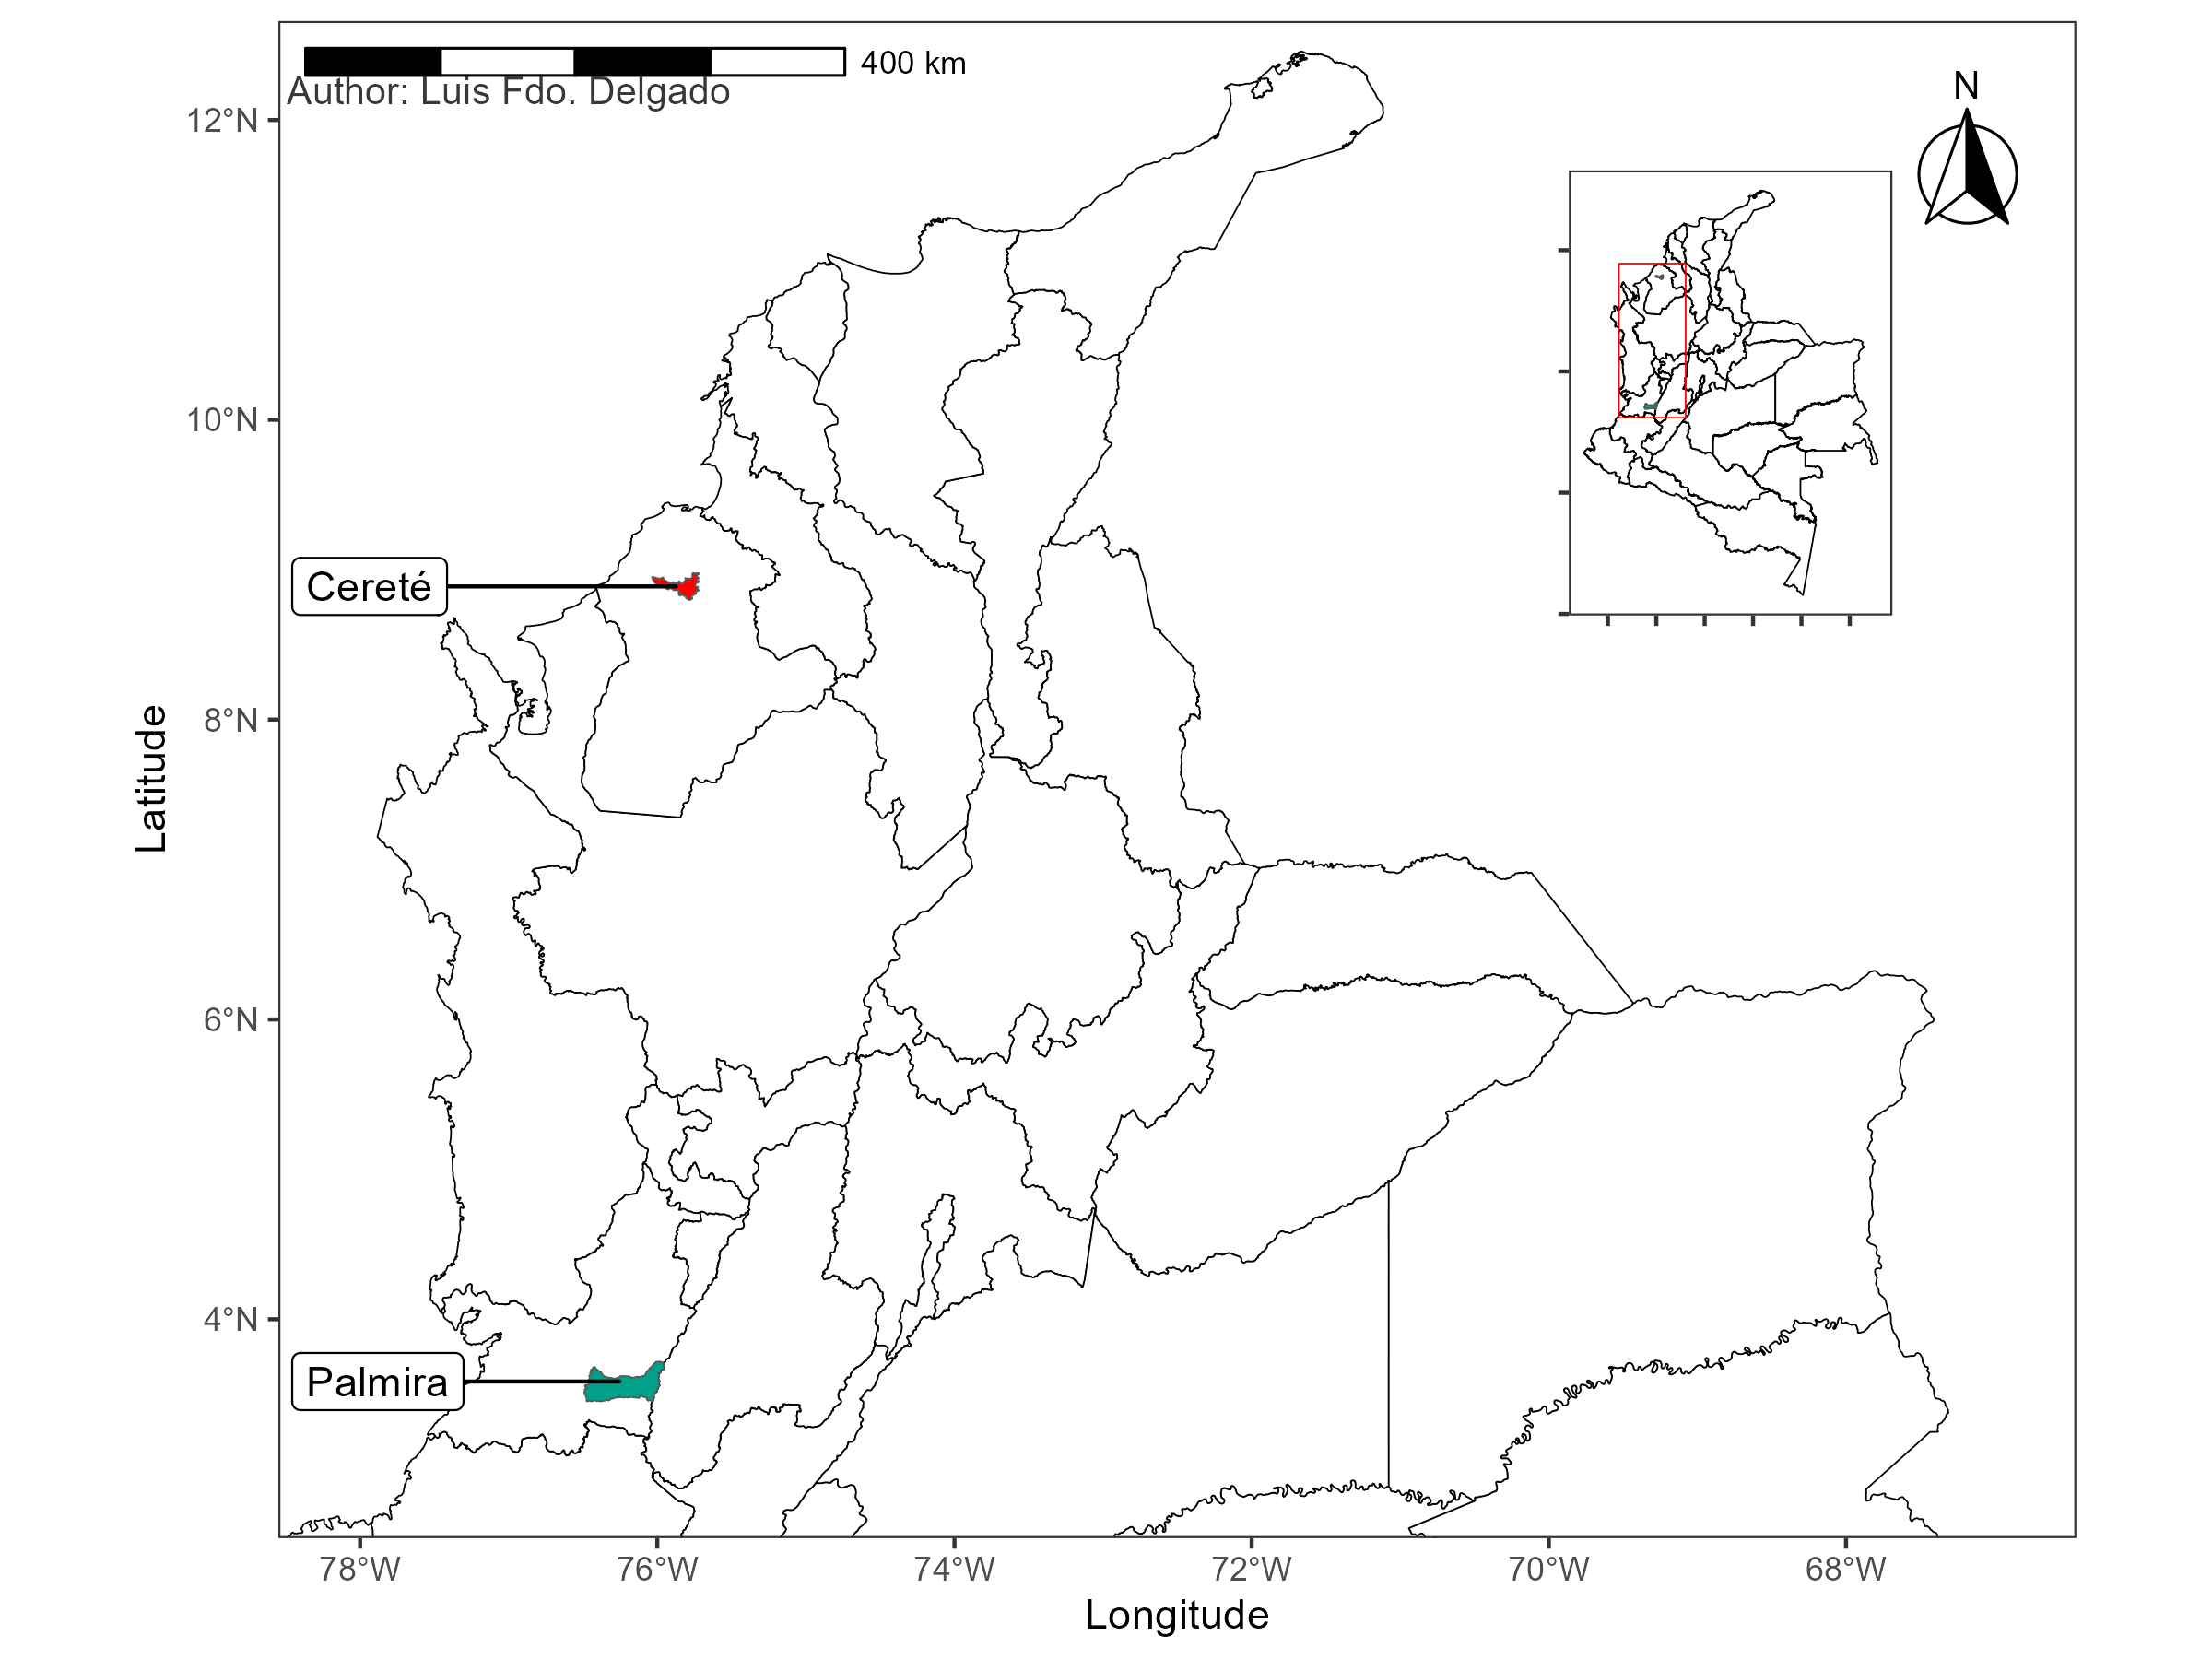 400 km
Author: Luis Fdo. Delgado
N
12°N
10°N
Cereté
8°N
Latitude
6°N
4°N
Palmira
78°W
76°W
74°W
72°W
70°W
68°W
Longitude